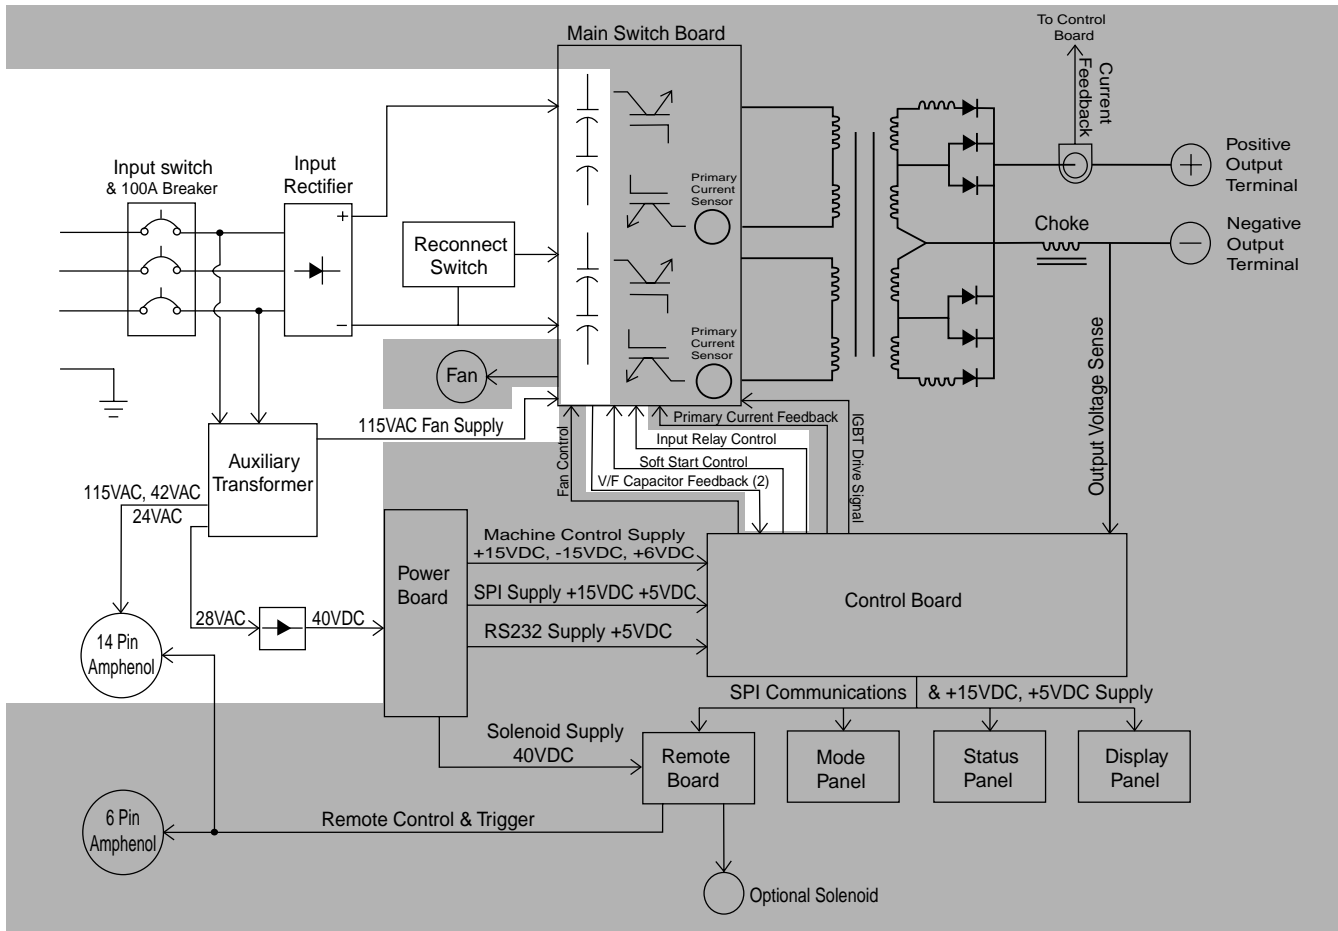 Main Switch Board
To Control
Board
Current
Feedback
Positive
Output
Terminal
Negative
Output
Terminal
Choke
Output Voltage Sense
Input switch
& 100A Breaker
Input
Rectifier
+
−
Reconnect
Switch
Primary
Current
Sensor
Primary
Current
Sensor
+
−
Fan
115VAC Fan Supply
Auxiliary
Transformer
115VAC, 42VAC
24VAC
Fan Control
Primary Current Feedback
Input Relay Control
Soft Start Control
V/F Capacitor Feedback (2)
IGBT Drive Signal
28VAC
40VDC
14 Pin
Amphenol
Power
Board
Machine Control Supply
+15VDC, -15VDC, +6VDC
SPI Supply +15VDC +5VDC
RS232 Supply +5VDC
Control Board
SPI Communications
& +15VDC, +5VDC Supply
Solenoid Supply
40VDC
Remote
Board
Mode
Panel
Status
Panel
Display
Panel
6 Pin
Amphenol
Remote Control & Trigger
Optional Solenoid